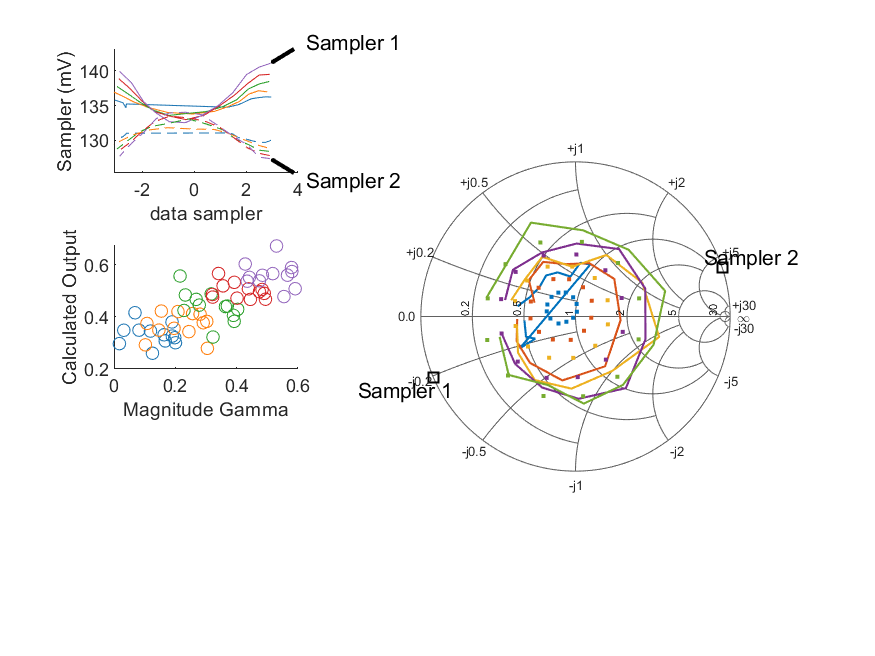 Sampler 1
Sampler (mV)
140
135
130
-2
0
2
4
data sampler
Sampler 2
Calculated Output
0.6
0.4
0.2
0
0.2
0.4
0.6
Magnitude Gamma
+j1
+j0.5
+j2
+j0.2
+j5
Sampler 2
0.0
0.2
0.5
1
2
5
30
+j30
∞
-j30
-j0.2
Sampler 1
-j5
-j0.5
-j2
-j1